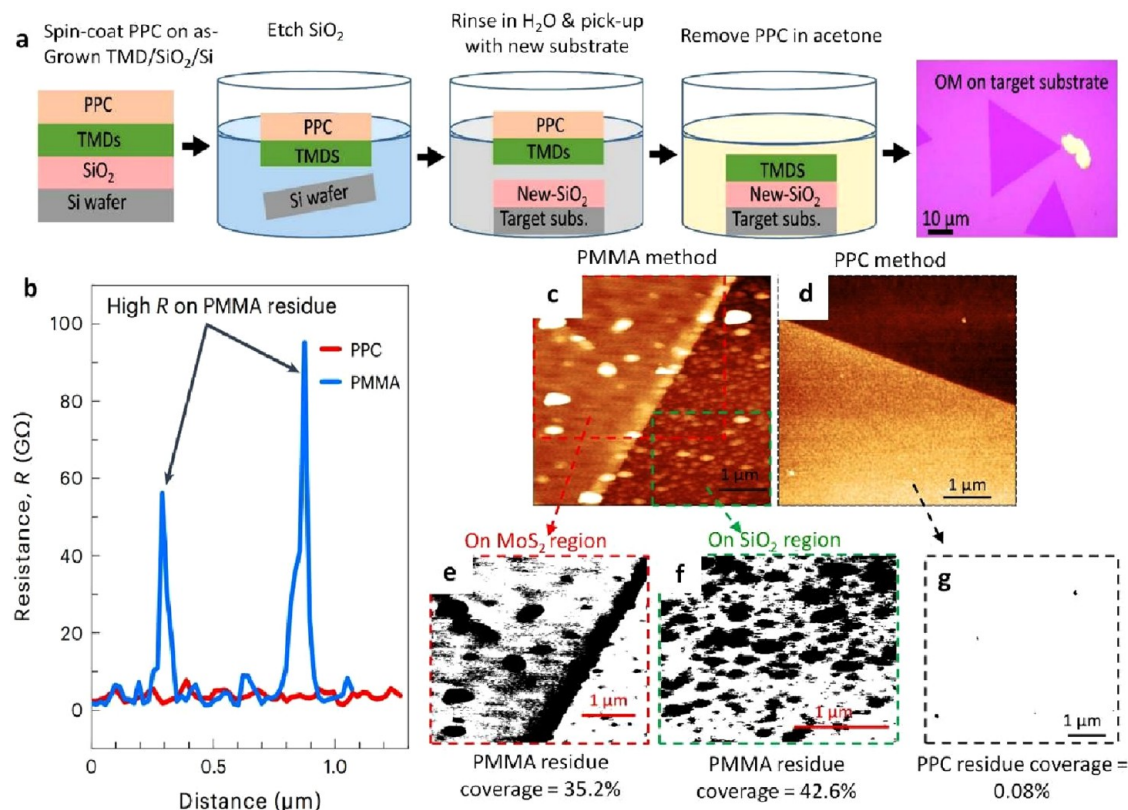 a
Spin-coat PPC on as-
Grown TMD/SiO₂/Si
PPC
TMDs
SiO₂
Si wafer
Etch SiO₂
PPC
TMDS
Si wafer
Rinse in H₂O & pick-up
with new substrate
PPC
TMDs
New-SiO₂
Target subs.
Remove PPC in acetone
TMDS
New-SiO₂
Target subs.
OM on target substrate
10 µm
b
High R on PMMA residue
PPC
PMMA
Resistance, R (GΩ)
100
80
60
40
20
0
0
0.5
1.0
Distance (µm)
PMMA method
c
1 µm
PPC method
d
1 µm
On MoS₂ region
e
1 µm
PMMA residue
coverage = 35.2%
On SiO₂ region
f
1 µm
PMMA residue
coverage = 42.6%
g
1 µm
PPC residue coverage =
0.08%